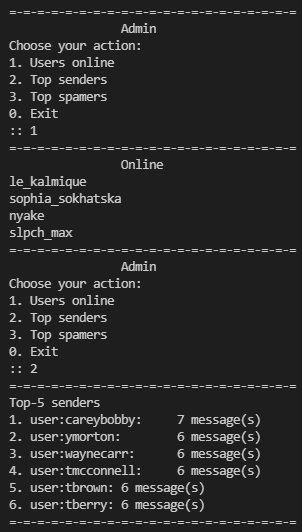 =-=-=-=-=-=-=-=-=-=-=-=-=-=-=-=-=-=-=-=-=
Admin
Choose your action:
1. Users online
2. Top senders
3. Top spamers
0. Exit
:: 1
=-=-=-=-=-=-=-=-=-=-=-=-=-=-=-=-=-=-=-=-=
Online
le_kalmique
sophia_sokhatska
nyake
slpch_max
=-=-=-=-=-=-=-=-=-=-=-=-=-=-=-=-=-=-=-=-=
Admin
Choose your action:
1. Users online
2. Top senders
3. Top spamers
0. Exit
:: 2
=-=-=-=-=-=-=-=-=-=-=-=-=-=-=-=-=-=-=-=-=
Top-5 senders
1. user:careybobby: 7 message(s)
2. user:ymorton: 6 message(s)
3. user:waynecarr: 6 message(s)
4. user:tmcconnell: 6 message(s)
5. user:tbrown: 6 message(s)
6. user:tberry: 6 message(s)
=-=-=-=-=-=-=-=-=-=-=-=-=-=-=-=-=-=-=-=-=